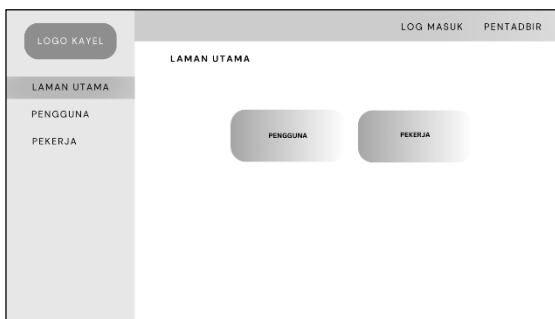 LOG MASUK PENTADBIR
LOGO KAYEL
LAMAN UTAMA
LAMAN UTAMA
PENGGUNA
PEKERJA
PENGGUNA
PEKERJA